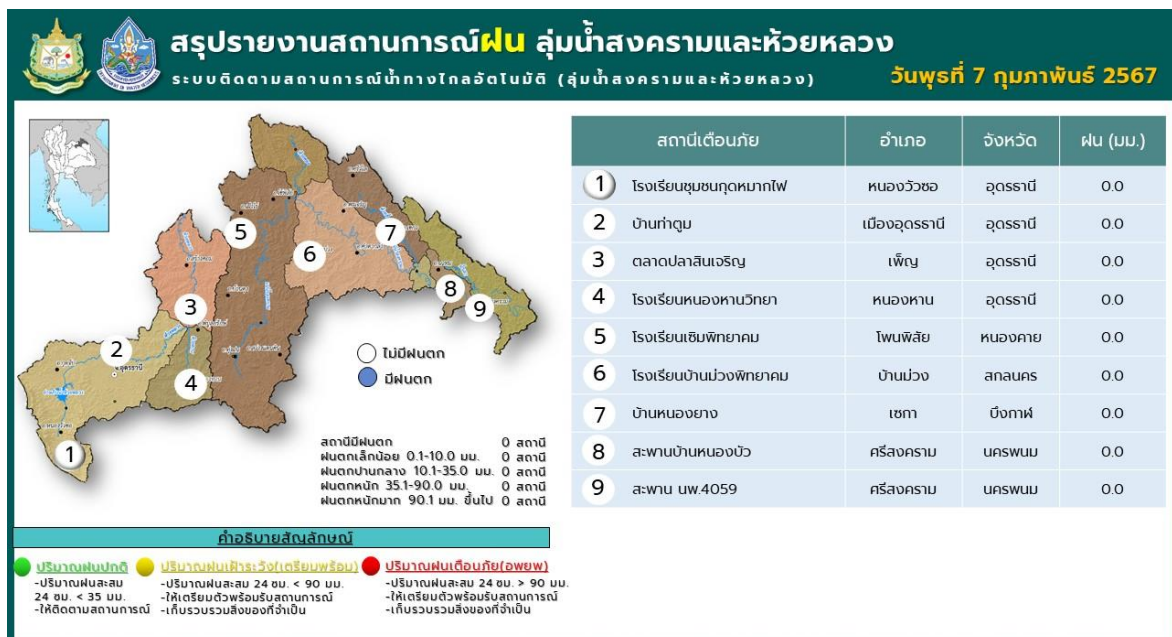 สรุปรายงานสถานการณ์ฝน ลุ่มน้ำสงครามและห้วยหลวง
ระบบติดตามสถานการณ์น้ำทางไกลอัตโนมัติ (ลุ่มน้ำสงครามและห้วยหลวง)
วันพุธที่ 7 กุมภาพันธ์ 2567
สถานีเตือนภัย อำเภอ จังหวัด ฝน (มม.)
1 โรงเรียนชุมชนกุดหมากไฟ หนองวัวซอ อุดรธานี 0.0
2 บ้านท่าตูม เมืองอุดรธานี อุดรธานี 0.0
3 ตลาดปลาสินเจริญ เพ็ญ อุดรธานี 0.0
4 โรงเรียนหนองหานวิทยา หนองหาน อุดรธานี 0.0
5 โรงเรียนเซิมพิทยาคม โพนพิสัย หนองคาย 0.0
6 โรงเรียนบ้านม่วงพิทยาคม บ้านม่วง สกลนคร 0.0
7 บ้านหนองยาง เซกา บึงกาฬ 0.0
8 สะพานบ้านหนองบัว ศรีสงคราม นครพนม 0.0
9 สะพาน นพ.4059 ศรีสงคราม นครพนม 0.0
5
6
7
8
9
3
2
4
1
ไม่มีฝนตก
มีฝนตก
สถานีมีฝนตก 0 สถานี
ฝนตกเล็กน้อย 0.1-10.0 มม. 0 สถานี
ฝนตกปานกลาง 10.1-35.0 มม. 0 สถานี
ฝนตกหนัก 35.1-90.0 มม. 0 สถานี
ฝนตกหนักมาก 90.1 มม. ขึ้นไป 0 สถานี
คำอธิบายสัญลักษณ์
ปริมาณฝนปกติ
-ปริมาณฝนสะสม
24 ชม. < 35 มม.
-ให้ติดตามสถานการณ์
ปริมาณฝนเฝ้าระวัง(เตรียมพร้อม)
-ปริมาณฝนสะสม 24 ชม. < 90 มม.
-ให้เตรียมตัวพร้อมรับสถานการณ์
-เก็บรวบรวมสิ่งของที่จำเป็น
ปริมาณฝนเตือนภัย(อพยพ)
-ปริมาณฝนสะสม 24 ชม. > 90 มม.
-ให้เตรียมตัวพร้อมรับสถานการณ์
-เก็บรวบรวมสิ่งของที่จำเป็น